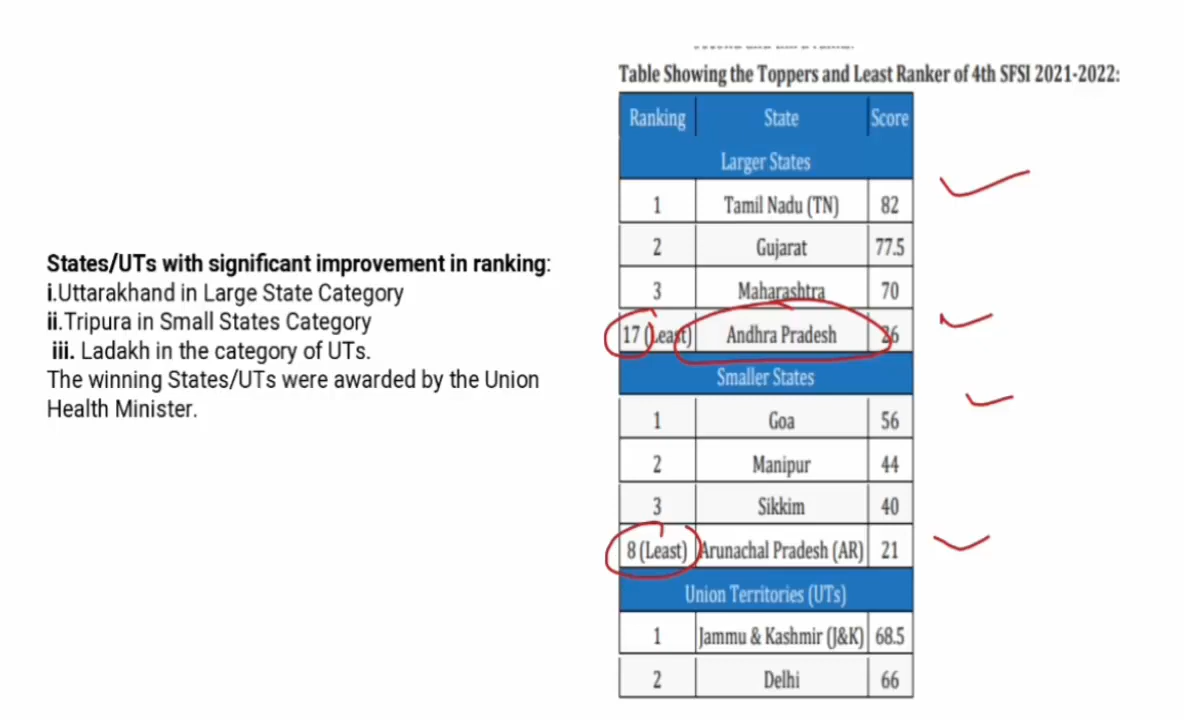 Table Showing the Toppers and Least Ranker of 4th SFSI 2021-2022:
Ranking State Score
Larger States
1 Tamil Nadu (TN) 82
2 Gujarat 77.5
3 Maharashtra 70
17 (Least) Andhra Pradesh 26
Smaller States
1 Goa 56
2 Manipur 44
3 Sikkim 40
8 (Least) Arunachal Pradesh (AR) 21
Union Territories (UTs)
1 Jammu & Kashmir (J&K) 68.5
2 Delhi 66
States/UTs with significant improvement in ranking:
i.Uttarakhand in Large State Category
ii.Tripura in Small States Category
iii. Ladakh in the category of UTs.
The winning States/UTs were awarded by the Union
Health Minister.